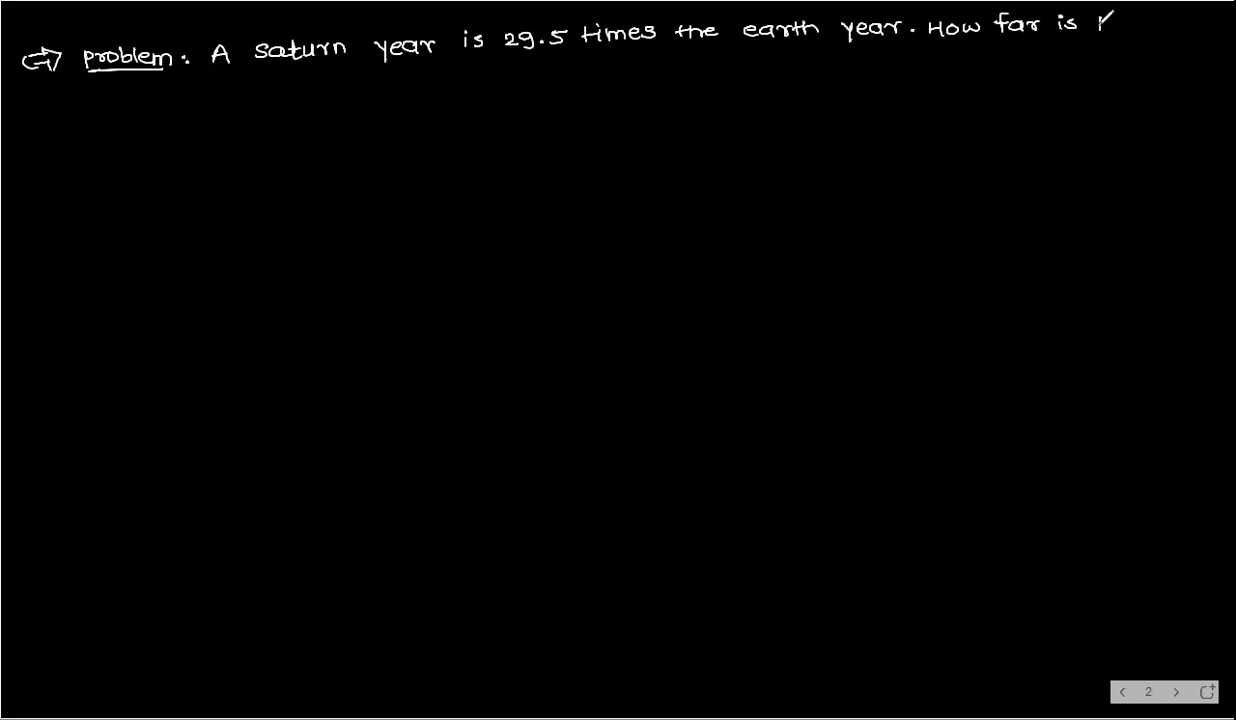 → problem: A saturn year is 29.5 times the earth year. How far is
2